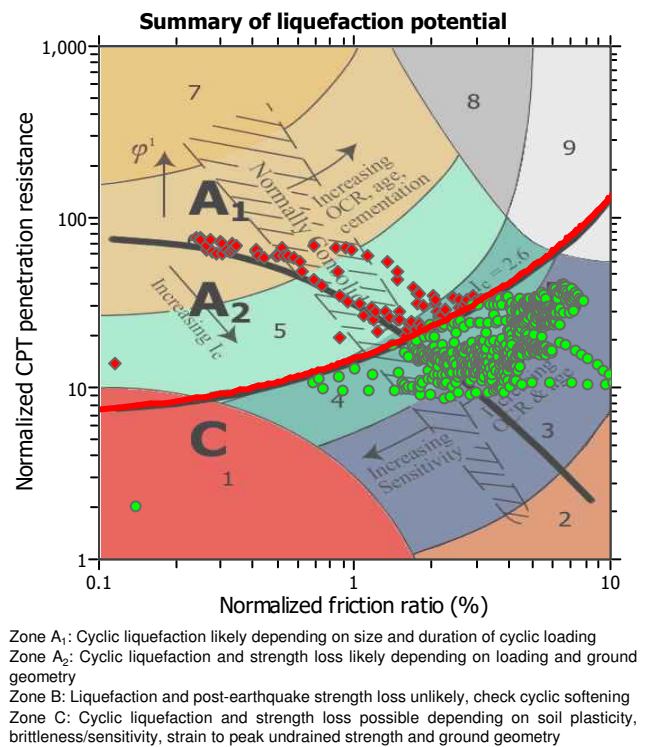 Summary of liquefaction potential
1,000
100
10
1
Normalized CPT penetration resistance
7
8
9
φ¹
A1
Normally Consolid
Increasing
OCR, age,
cementation
A2
Increasing Ic
Ic = 2.6
5
4
Increasing
OCR & age
3
Increasing
Sensitivity
C
1
2
0.1
1
10
Normalized friction ratio (%)
Zone A1: Cyclic liquefaction likely depending on size and duration of cyclic loading
Zone A2: Cyclic liquefaction and strength loss likely depending on loading and ground
geometry
Zone B: Liquefaction and post-earthquake strength loss unlikely, check cyclic softening
Zone C: Cyclic liquefaction and strength loss possible depending on soil plasticity,
brittleness/sensitivity, strain to peak undrained strength and ground geometry